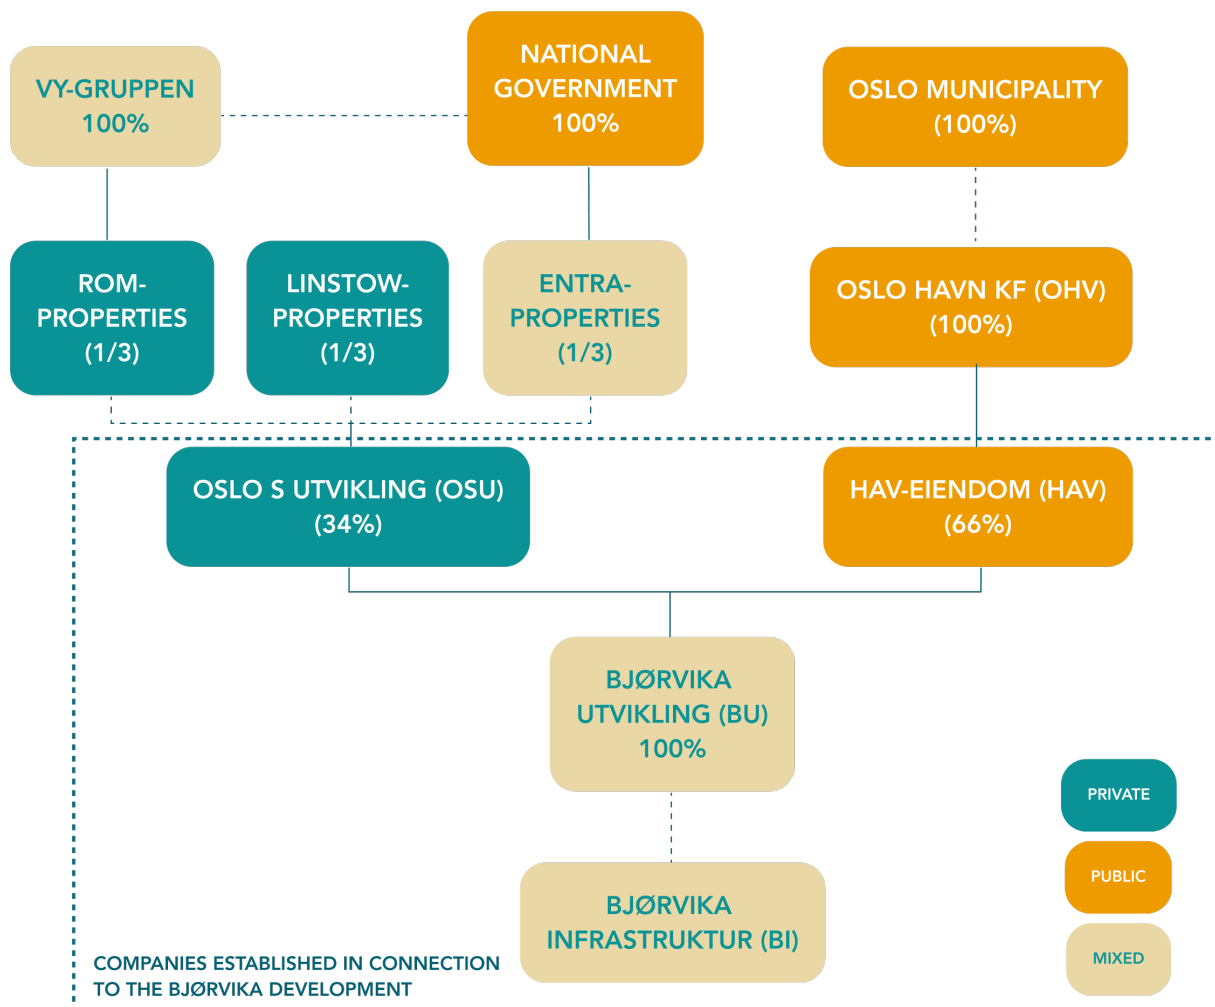 VY-GRUPPEN
100%
NATIONAL
GOVERNMENT
100%
OSLO MUNICIPALITY
(100%)
ROM-
PROPERTIES
(1/3)
LINSTOW-
PROPERTIES
(1/3)
ENTRA-
PROPERTIES
(1/3)
OSLO HAVN KF (OHV)
(100%)
OSLO S UTVIKLING (OSU)
(34%)
HAV-EIENDOM (HAV)
(66%)
BJØRVIKA
UTVIKLING (BU)
100%
BJØRVIKA
INFRASTRUKTUR (BI)
PRIVATE
PUBLIC
MIXED
COMPANIES ESTABLISHED IN CONNECTION
TO THE BJØRVIKA DEVELOPMENT